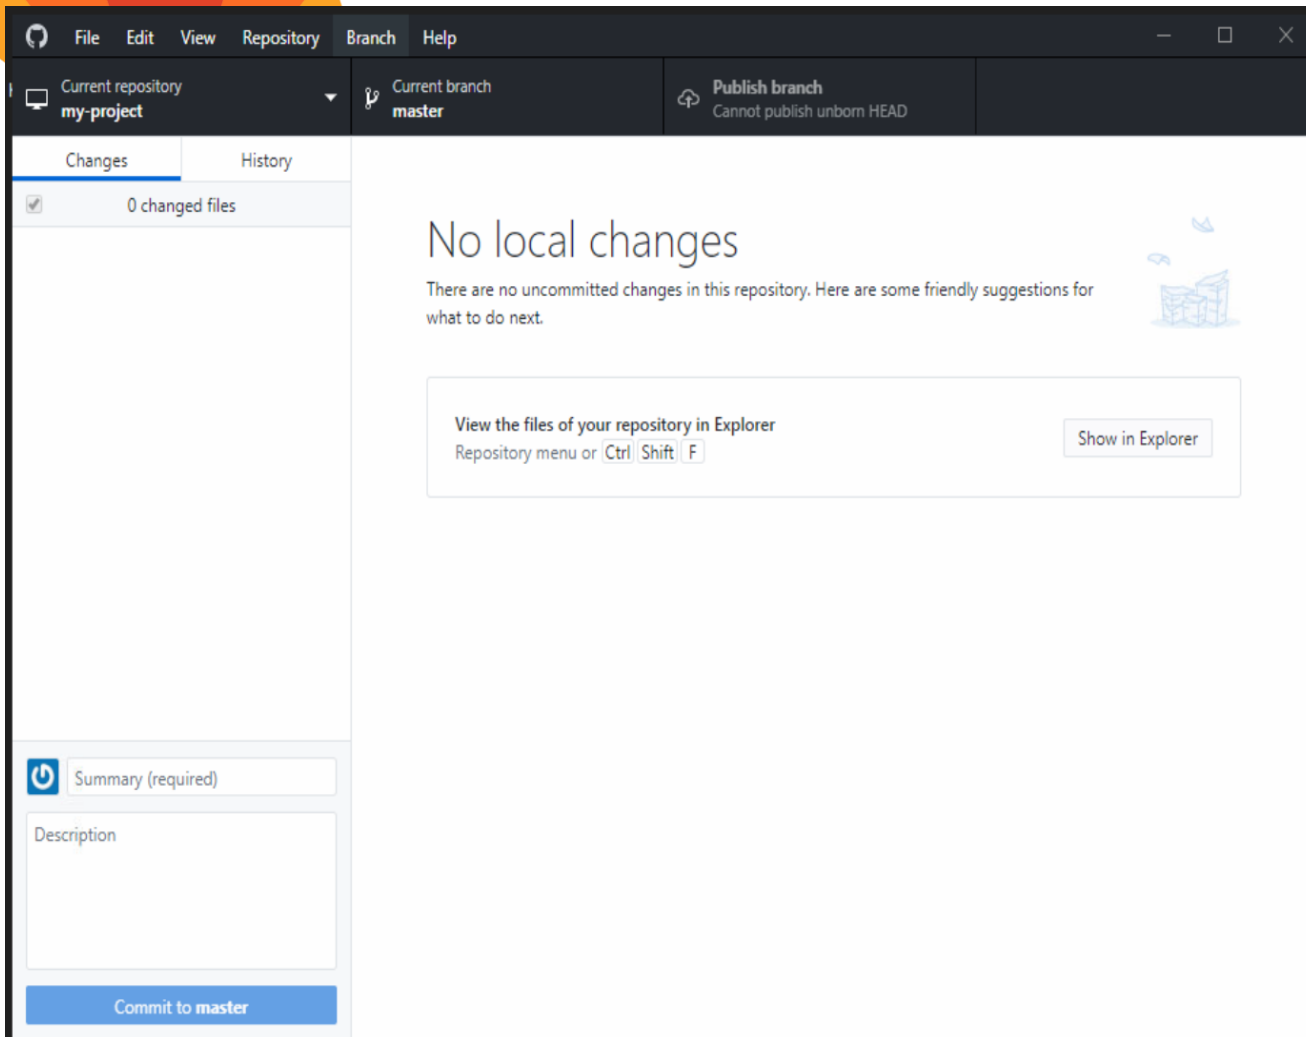 File Edit View Repository Branch Help
Current repository
my-project
Current branch
master
Publish branch
Cannot publish unborn HEAD
Changes History
0 changed files
No local changes
There are no uncommitted changes in this repository. Here are some friendly suggestions for
what to do next.
View the files of your repository in Explorer
Repository menu or Ctrl Shift F
Show in Explorer
Summary (required)
Description
Commit to master